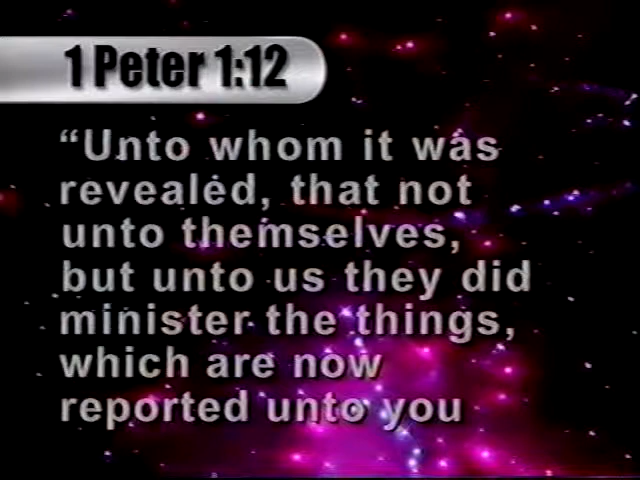 1 Peter 1:12
“Unto whom it was
revealed, that not
unto themselves,
but unto us they did
minister the things,
which are now
reported unto you